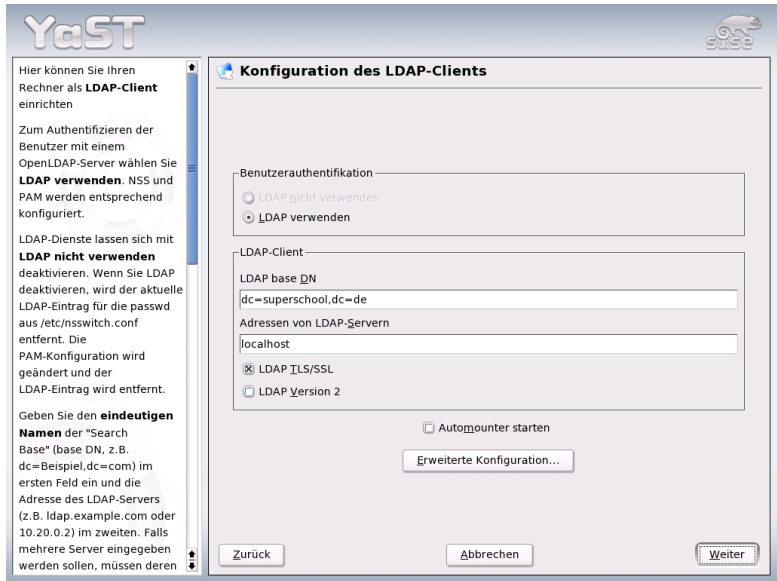 YaST
SUSE
Hier können Sie Ihren
Rechner als LDAP-Client
einrichten
Zum Authentifizieren der
Benutzer mit einem
OpenLDAP-Server wählen Sie
LDAP verwenden. NSS und
PAM werden entsprechend
konfiguriert.
LDAP-Dienste lassen sich mit
LDAP nicht verwenden
deaktivieren. Wenn Sie LDAP
deaktivieren, wird der aktuelle
LDAP-Eintrag für die passwd
aus /etc/nsswitch.conf
entfernt. Die
PAM-Konfiguration wird
geändert und der
LDAP-Eintrag wird entfernt.
Geben Sie den eindeutigen
Namen der "Search
Base" (base DN, z.B.
dc=Beispiel,dc=com) im
ersten Feld ein und die
Adresse des LDAP-Servers
(z.B. ldap.example.com oder
10.20.0.2) im zweiten. Falls
mehrere Server eingegeben
werden sollen, müssen deren
Konfiguration des LDAP-Clients
Benutzerauthentifikation
LDAP nicht verwenden
LDAP verwenden
LDAP-Client
LDAP base DN
dc=superschool,dc=de
Adressen von LDAP-Servern
localhost
LDAP TLS/SSL
LDAP Version 2
Automounter starten
Erweiterte Konfiguration...
Zurück
Abbrechen
Weiter